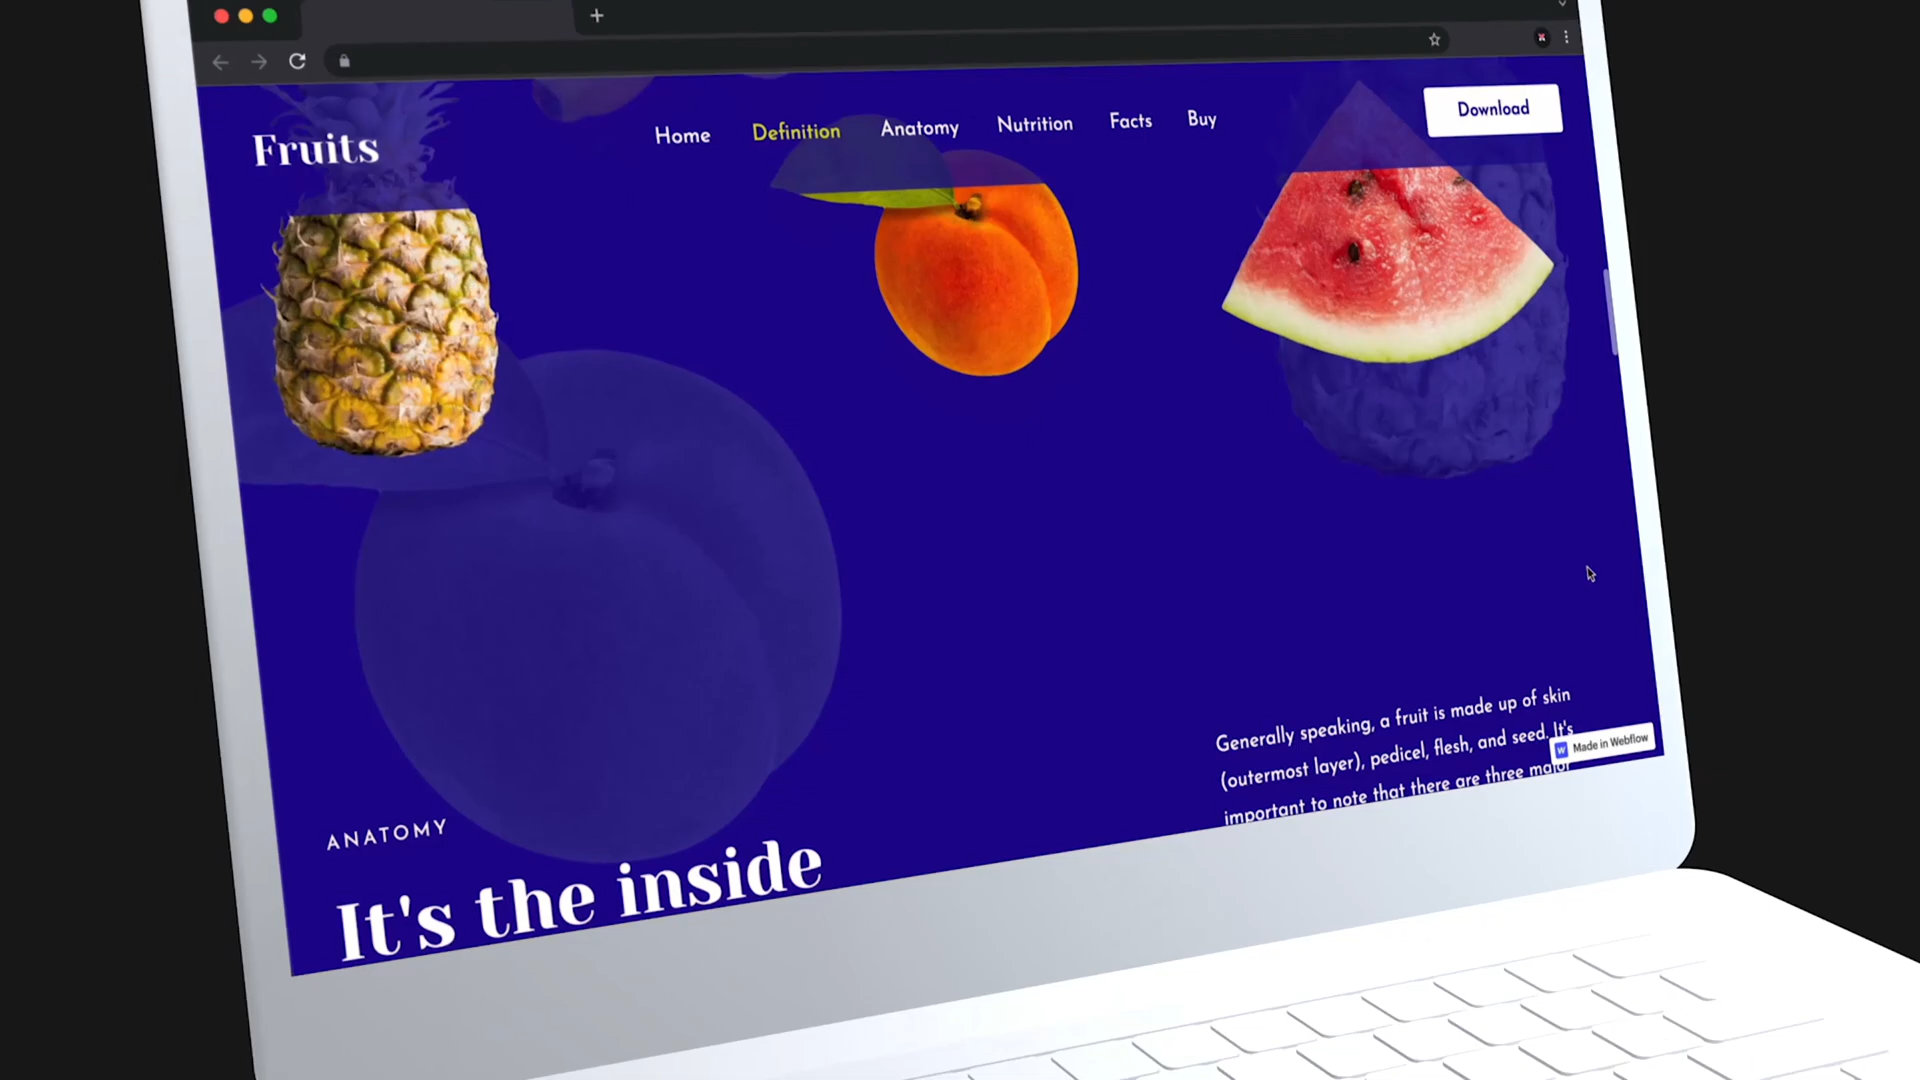 Fruits
Home
Definition
Anatomy
Nutrition
Facts
Buy
Download
Generally speaking, a fruit is made up of skin
(outermost layer), pedicel, flesh, and seed. It's
important to note that there are three major
Made in Webflow
ANATOMY
It's the inside